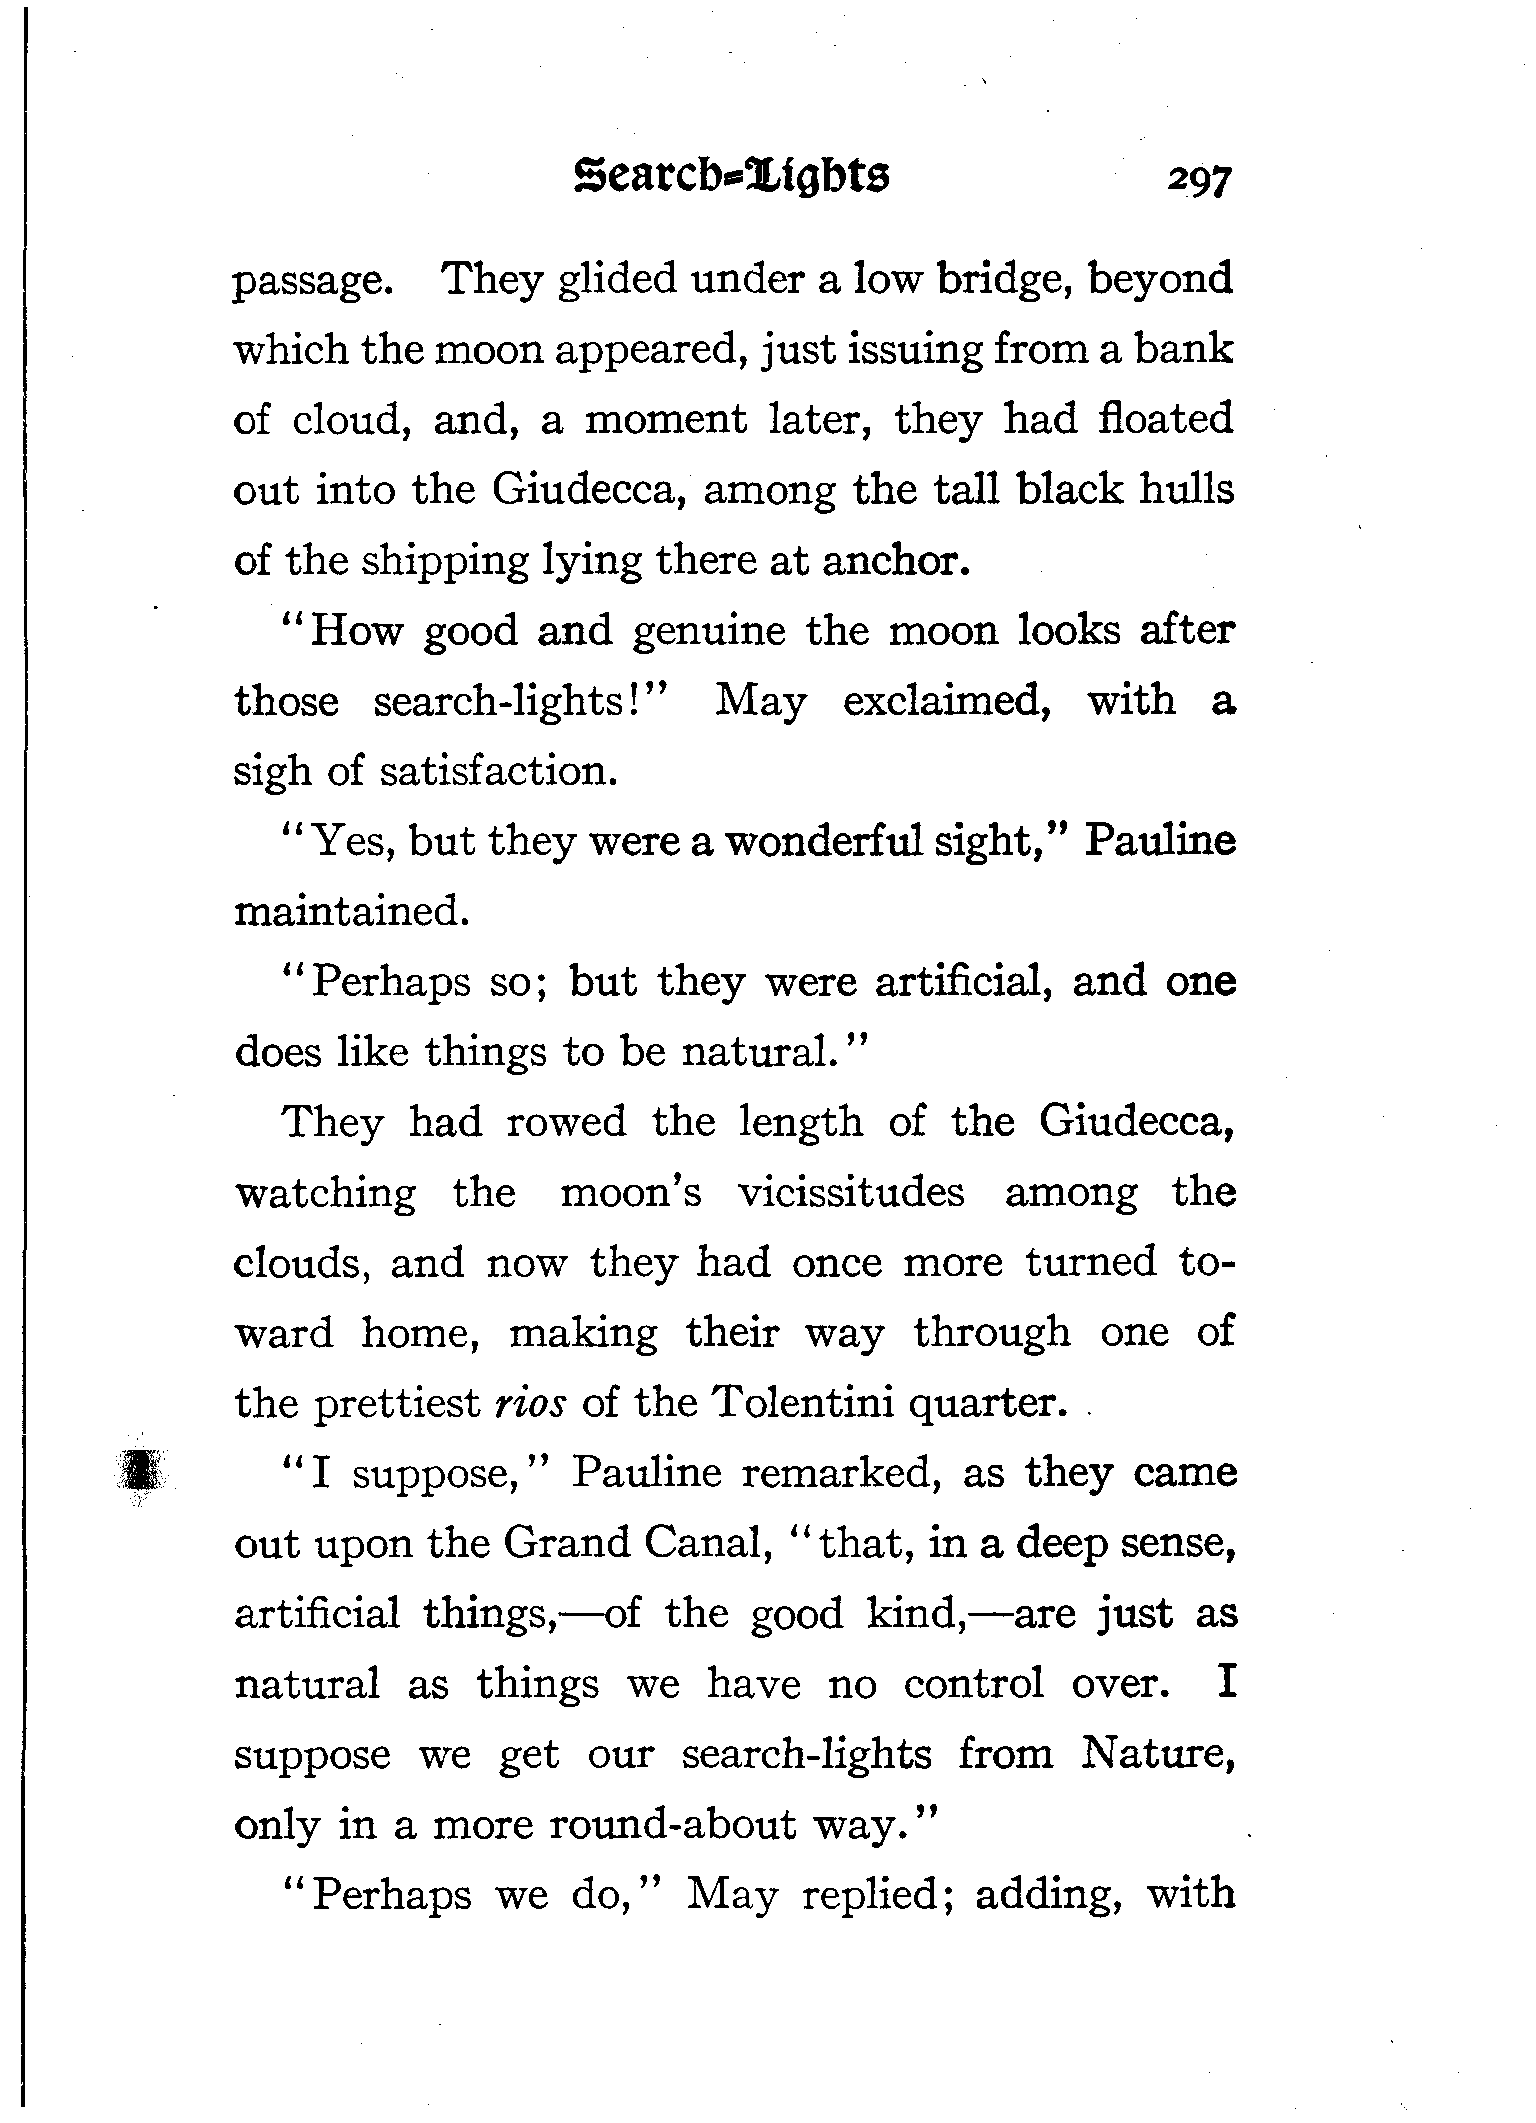 Search-Lights 297
passage. They glided under a low bridge, beyond
which the moon appeared, just issuing from a bank
of cloud, and, a moment later, they had floated
out into the Giudecca, among the tall black hulls
of the shipping lying there at anchor.
"How good and genuine the moon looks after
those search-lights!" May exclaimed, with a
sigh of satisfaction.
"Yes, but they were a wonderful sight," Pauline
maintained.
"Perhaps so; but they were artificial, and one
does like things to be natural."
They had rowed the length of the Giudecca,
watching the moon's vicissitudes among the
clouds, and now they had once more turned to-
ward home, making their way through one of
the prettiest rios of the Tolentini quarter.
"I suppose," Pauline remarked, as they came
out upon the Grand Canal, "that, in a deep sense,
artificial things,—of the good kind,—are just as
natural as things we have no control over. I
suppose we get our search-lights from Nature,
only in a more round-about way."
"Perhaps we do," May replied; adding, with